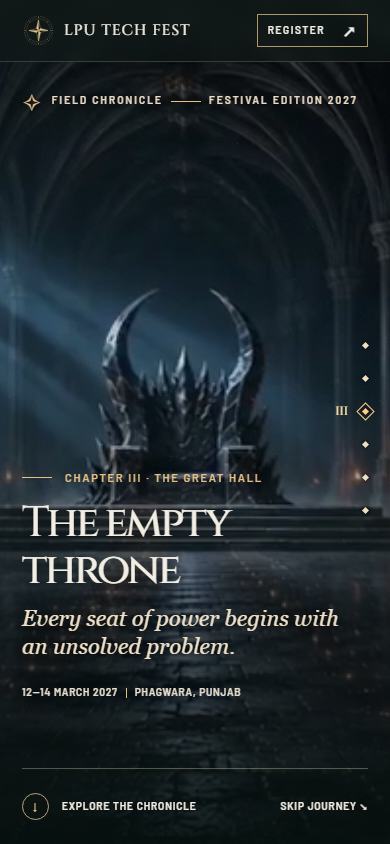 LPU TECH FEST
REGISTER ↗
FIELD CHRONICLE — FESTIVAL EDITION 2027
III
CHAPTER III · THE GREAT HALL
THE EMPTY
THRONE
Every seat of power begins with
an unsolved problem.
12–14 MARCH 2027 | PHAGWARA, PUNJAB
↓ EXPLORE THE CHRONICLE
SKIP JOURNEY ↘